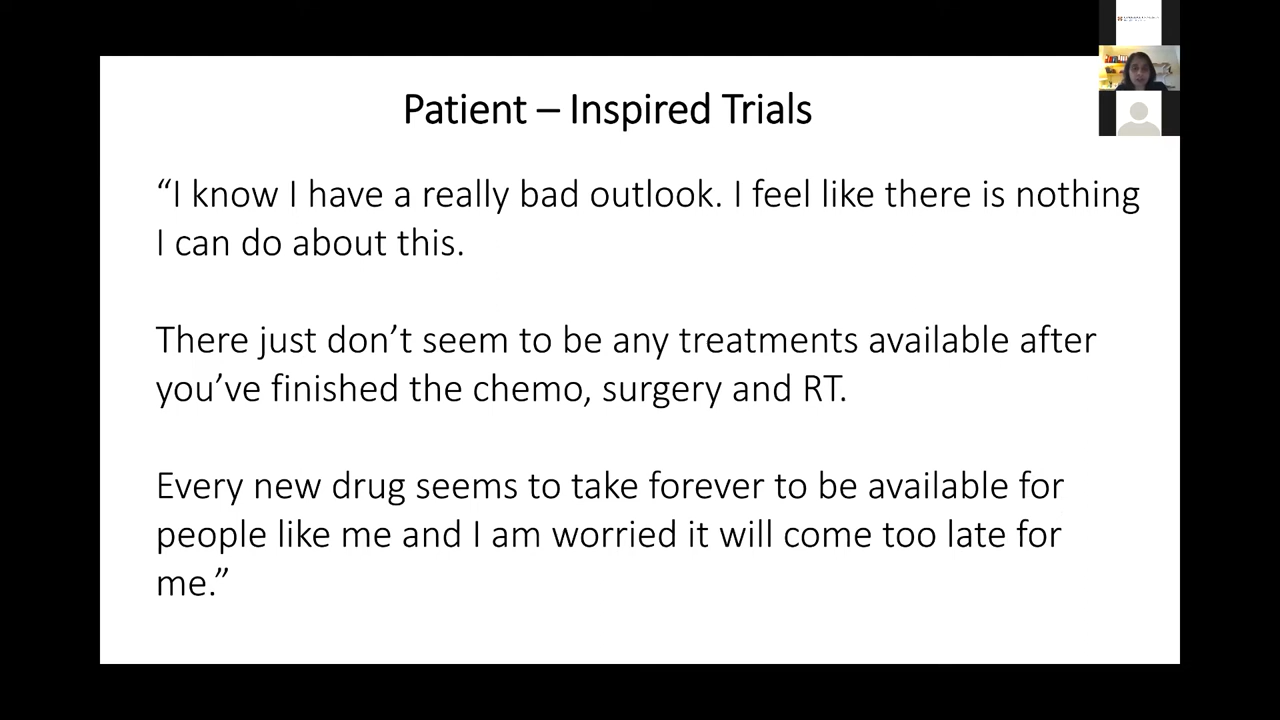 Patient – Inspired Trials
“I know I have a really bad outlook. I feel like there is nothing
I can do about this.
There just don’t seem to be any treatments available after
you’ve finished the chemo, surgery and RT.
Every new drug seems to take forever to be available for
people like me and I am worried it will come too late for
me.”